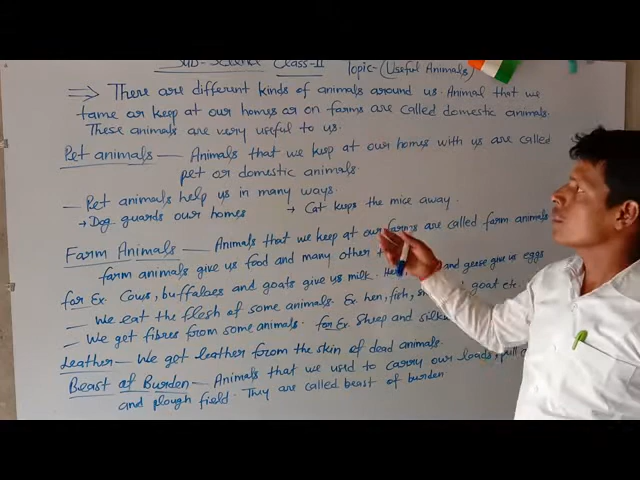 Sub- Science Class-II Topic-(Useful Animals)
⇒ There are different kinds of animals around us. Animal that we
tame or keep at our homes or on farms are called domestic animals.
These animals are very useful to us.
Pet animals — Animals that we keep at our homes with us are called
pet or domestic animals.
— Pet animals help us in many ways.
→ Dog guards our homes → Cat keeps the mice away.
Farm Animals — Animals that we keep at our farms are called farm animals
farm animals give us food and many other
for Ex. Cows, buffaloes and goats give us milk. and geese give us eggs
— We eat the flesh of some animals. Ex. hen, fish, goat etc.
— We get fibres from some animals. for Ex. Sheep and
Leather — We get leather form the skin of dead animals.
Beast of Burden — Animals that we used to carry our loads, pull
and plough field. They are called beast of burden